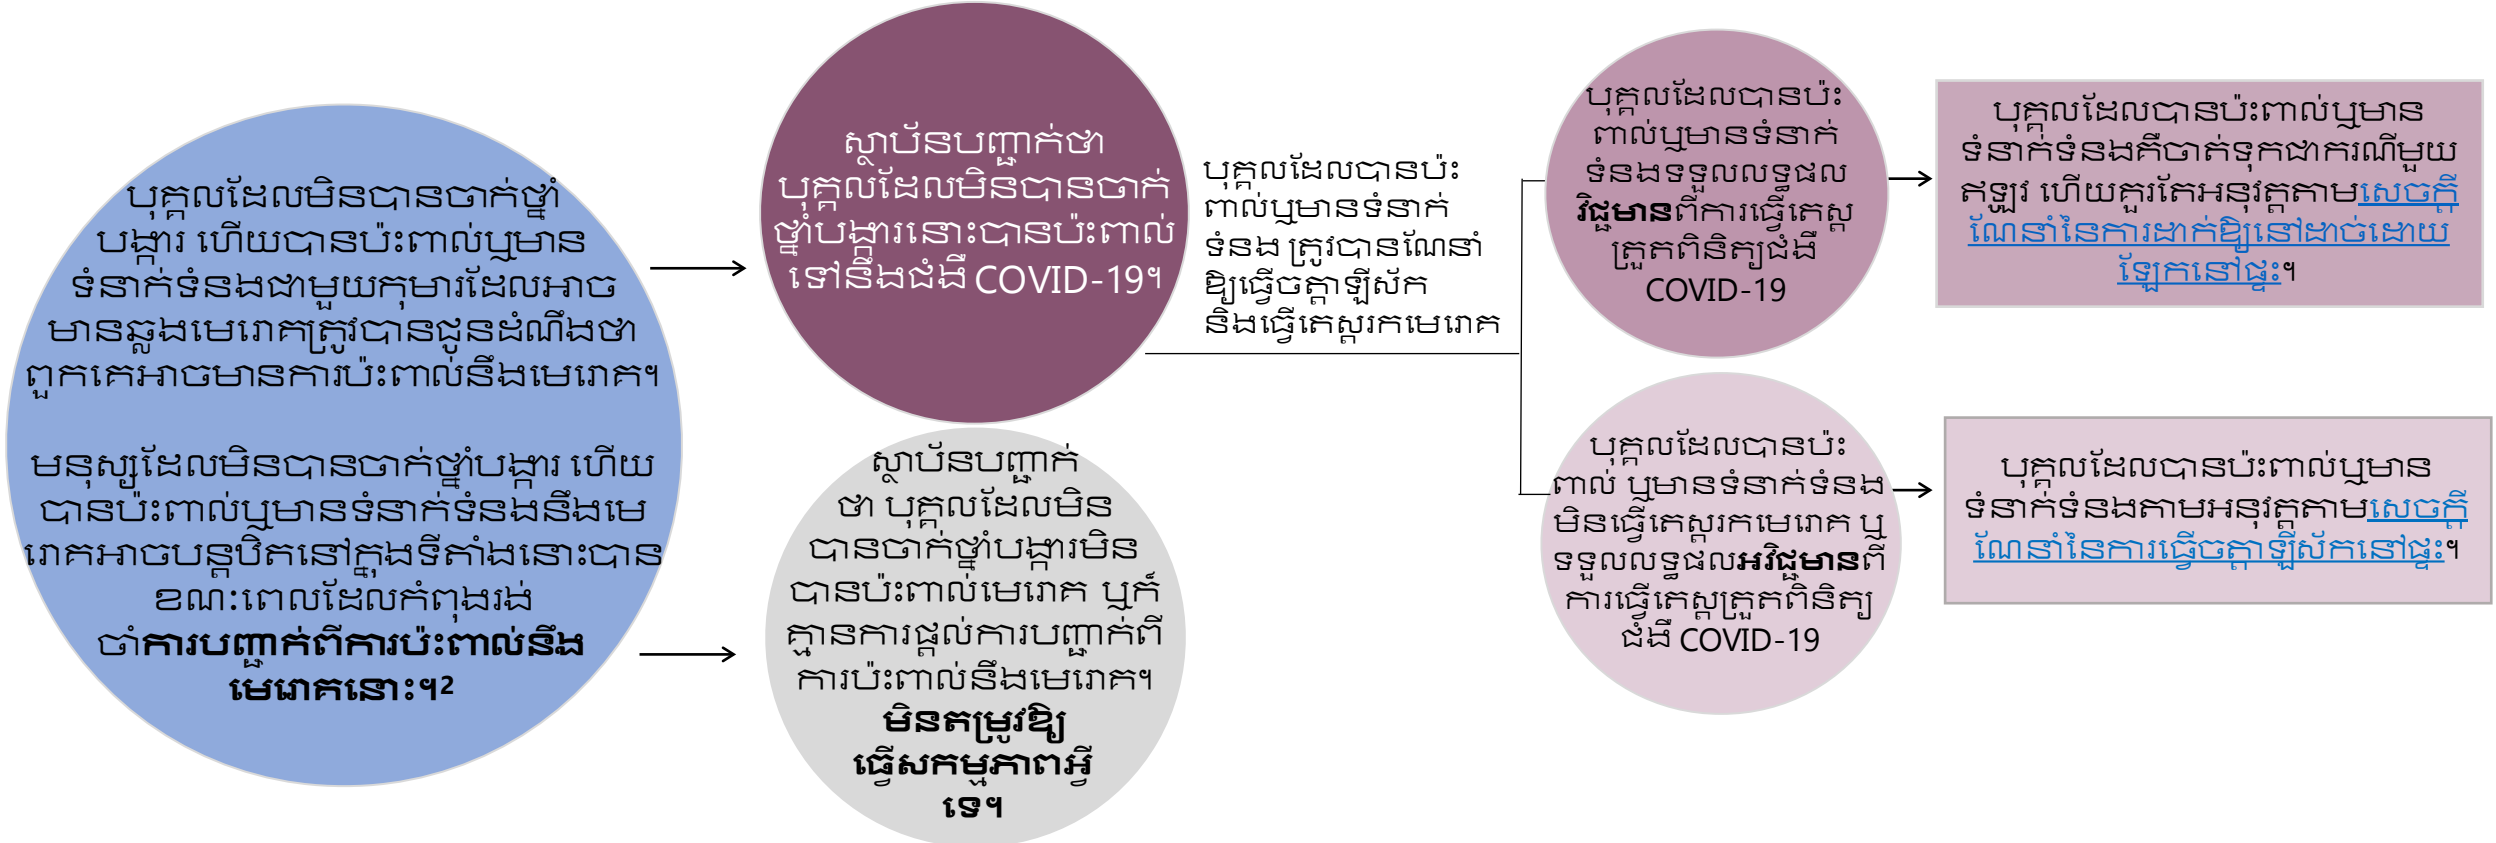 បុគ្គលដែលមិនបានចាក់ថ្នាំ
បង្ការ ហើយបានប៉ះពាល់ឬមាន
ទំនាក់ទំនងជាមួយកុមារដែលអាច
មានឆ្លងមេរោគត្រូវបានជូនដំណឹងថា
ពួកគេអាចមានការប៉ះពាល់នឹងមេរោគ។
មនុស្សដែលមិនបានចាក់ថ្នាំបង្ការ ហើយ
បានប៉ះពាល់ឬមានទំនាក់ទំនងនឹងមេ
រោគអាចបន្តបិតនៅក្នុងទីតាំងនោះបាន
ខណៈពេលដែលកំពុងរង់
ចាំការបញ្ជាក់ពីការប៉ះពាល់នឹង
មេរោគនោះ។2
ស្ថាប័នបញ្ជាក់ថា
បុគ្គលដែលមិនបានចាក់
ថ្នាំបង្ការនោះបានប៉ះពាល់
ទៅនឹងជំងឺ COVID-19។
ស្ថាប័នបញ្ជាក់
ថា បុគ្គលដែលមិន
បានចាក់ថ្នាំបង្ការមិន
បានប៉ះពាល់មេរោគ ឬក៏
គ្មានការផ្តល់ការបញ្ជាក់ពី
ការប៉ះពាល់នឹងមេរោគ។
មិនតម្រូវឱ្យ
ធ្វើសកម្មភាពអ្វី
ទេ។
បុគ្គលដែលបានប៉ះ
ពាល់ឬមានទំនាក់
ទំនង ត្រូវបានណែនាំ
ឱ្យធ្វើចត្តាឡីស័ក
និងធ្វើតេស្តរកមេរោគ
បុគ្គលដែលបានប៉ះ
ពាល់ឬមានទំនាក់
ទំនងទទួលលទ្ធផល
វិជ្ជមានពីការធ្វើតេស្ត
ត្រួតពិនិត្យជំងឺ
COVID-19
បុគ្គលដែលបានប៉ះពាល់ឬមាន
ទំនាក់ទំនងគឺចាត់ទុកជាករណីមួយ
ឥឡូវ ហើយគួរតែអនុវត្តតាមសេចក្តី
ណែនាំនៃការដាក់ឱ្យនៅដាច់ដោយ
ឡែកនៅផ្ទះ។
បុគ្គលដែលបានប៉ះ
ពាល់ ឬមានទំនាក់ទំនង
មិនធ្វើតេស្តរកមេរោគ ឬ
ទទួលលទ្ធផលអវិជ្ជមានពី
ការធ្វើតេស្តត្រួតពិនិត្យ
ជំងឺ COVID-19
បុគ្គលដែលបានប៉ះពាល់ឬមាន
ទំនាក់ទំនងតាមអនុវត្តតាមសេចក្តី
ណែនាំនៃការធ្វើចត្តាឡីស័កនៅផ្ទះ។